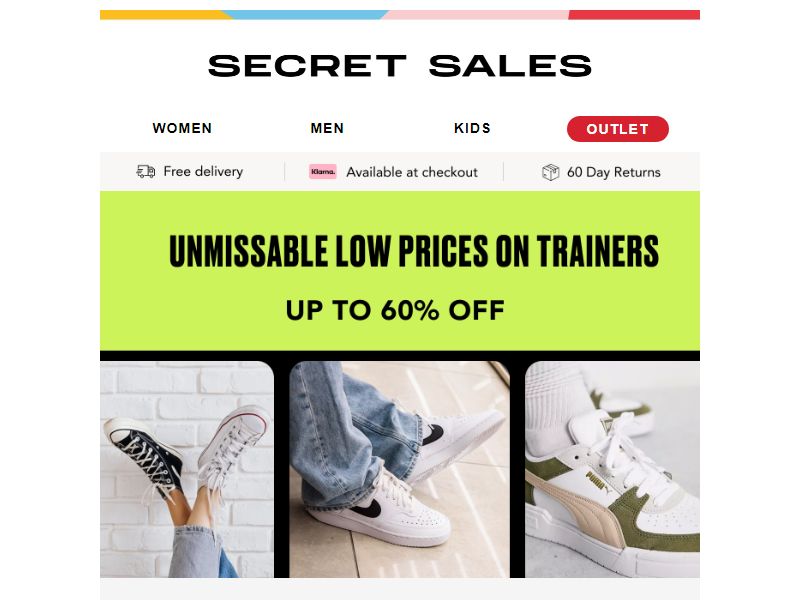 SECRET SALES
WOMEN MEN KIDS OUTLET
Free delivery Klarna. Available at checkout 60 Day Returns
UNMISSABLE LOW PRICES ON TRAINERS
UP TO 60% OFF
PUMA